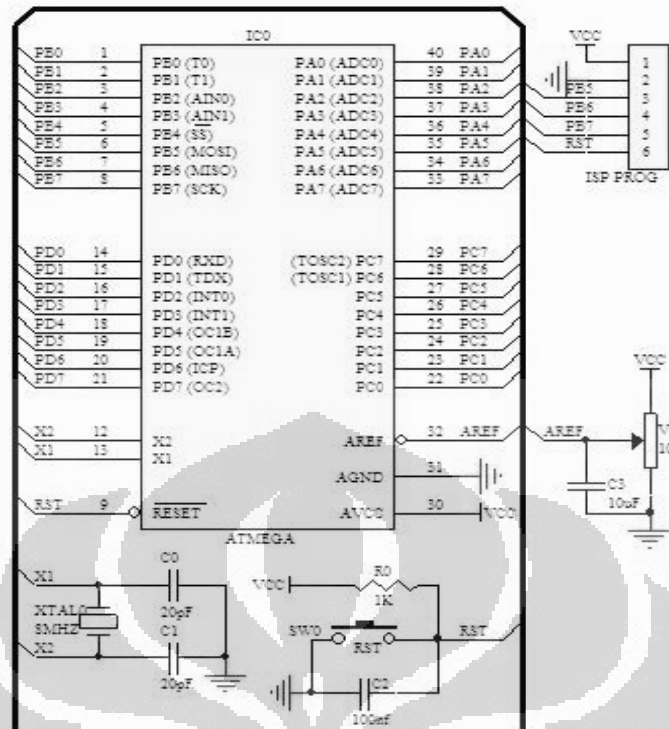 IC0
PE0 1 PB0 (T0) PA0 (ADC0) 40 PA0
PB1 2 PB1 (T1) PA1 (ADC1) 39 PA1
PB2 3 PB2 (AIN0) PA2 (ADC2) 38 PA2
PB3 4 PB3 (AIN1) PA3 (ADC3) 37 PA3
PB4 5 PB4 (SS) PA4 (ADC4) 36 PA4
PB5 6 PB5 (MOSI) PA5 (ADC5) 35 PA5
PB6 7 PB6 (MISO) PA6 (ADC6) 34 PA6
PB7 8 PB7 (SCK) PA7 (ADC7) 33 PA7
VCC 1
2
PB5 3
PB6 4
PB7 5
RST 6
ISP PROG
PD0 14 PD0 (RXD) (TOSC2) PC7 29 PC7
PD1 15 PD1 (TDX) (TOSC1) PC6 28 PC6
PD2 16 PD2 (INT0) PC5 27 PC5
PD3 17 PD3 (INT1) PC4 26 PC4
PD4 18 PD4 (OC1B) PC3 25 PC3
PD5 19 PD5 (OC1A) PC2 24 PC2
PD6 20 PD6 (ICP) PC1 23 PC1
PD7 21 PD7 (OC2) PC0 22 PC0
X2 12 X2 AREF 32 AREF
X1 13 X1
AGND 31
RST 9 RESET AVCC 30 VCC
ATMEGA
VCC
AREF
C3
10uF
X1 C0
20pF
XTAL0
8MHZ
X2 C1
20pF
VCC R0
1K
SW0 RST RST
C2
100nf